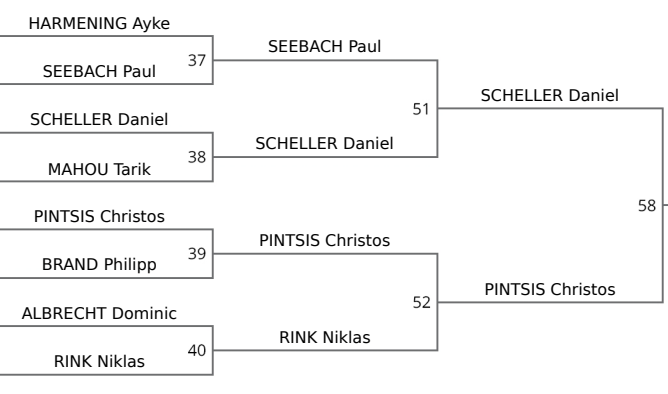 HARMENING Ayke
37
SEEBACH Paul
SEEBACH Paul
51
SCHELLER Daniel
38
MAHOU Tarik
SCHELLER Daniel
SCHELLER Daniel
58
PINTSIS Christos
39
BRAND Philipp
PINTSIS Christos
52
ALBRECHT Dominic
40
RINK Niklas
RINK Niklas
PINTSIS Christos